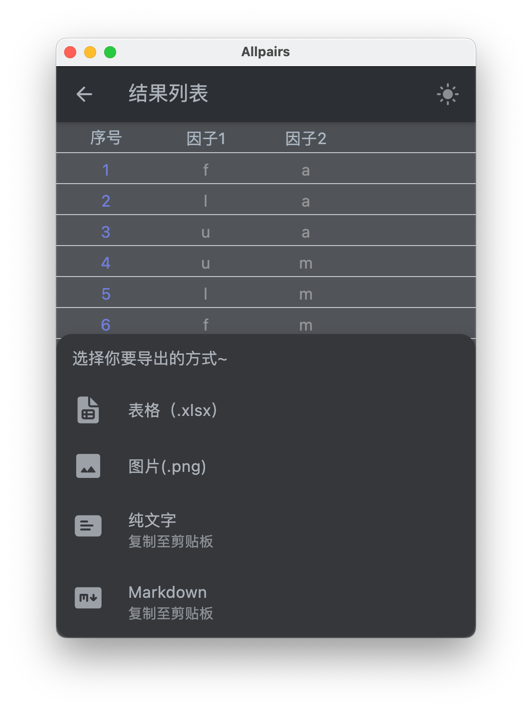 Allpairs
结果列表
序号 因子1 因子2
1 f a
2 l a
3 u a
4 u m
5 l m
6 f m
选择你要导出的方式~
表格（.xlsx）
图片(.png)
纯文字
复制至剪贴板
Markdown
复制至剪贴板